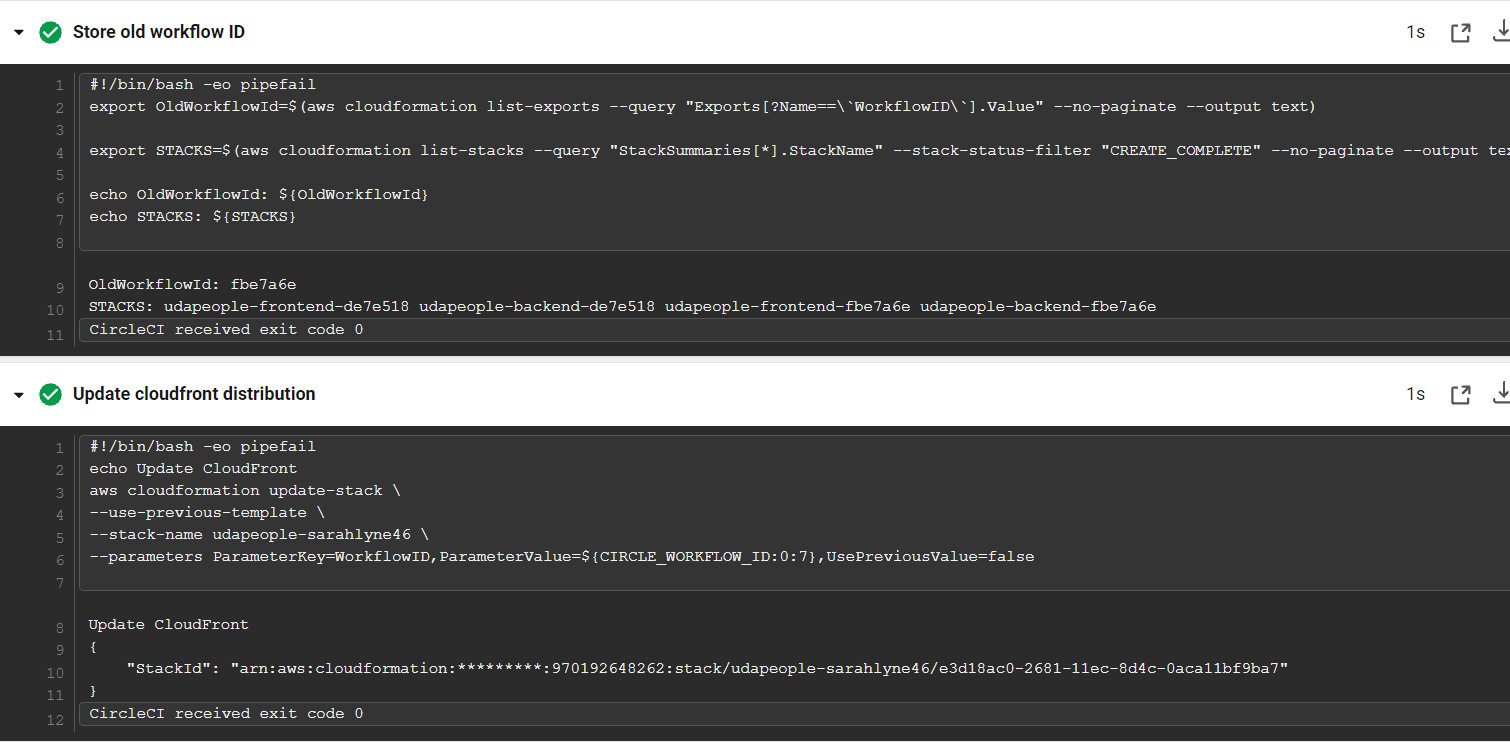 Store old workflow ID
1s
1 #!/bin/bash -eo pipefail
2 export OldWorkflowId=$(aws cloudformation list-exports --query "Exports[?Name==\`WorkflowID\`].Value" --no-paginate --output text)
3
4 export STACKS=$(aws cloudformation list-stacks --query "StackSummaries[*].StackName" --stack-status-filter "CREATE_COMPLETE" --no-paginate --output
5
6 echo OldWorkflowId: ${OldWorkflowId}
7 echo STACKS: ${STACKS}
8
9 OldWorkflowId: fbe7a6e
10 STACKS: udapeople-frontend-de7e518 udapeople-backend-de7e518 udapeople-frontend-fbe7a6e udapeople-backend-fbe7a6e
11 CircleCI received exit code 0
Update cloudfront distribution
1s
1 #!/bin/bash -eo pipefail
2 echo Update CloudFront
3 aws cloudformation update-stack \
4 --use-previous-template \
5 --stack-name udapeople-sarahlyne46 \
6 --parameters ParameterKey=WorkflowID,ParameterValue=${CIRCLE_WORKFLOW_ID:0:7},UsePreviousValue=false
7
8 Update CloudFront
9 {
10 "StackId": "arn:aws:cloudformation:*********:970192648262:stack/udapeople-sarahlyne46/e3d18ac0-2681-11ec-8d4c-0aca11bf9ba7"
11 }
12 CircleCI received exit code 0